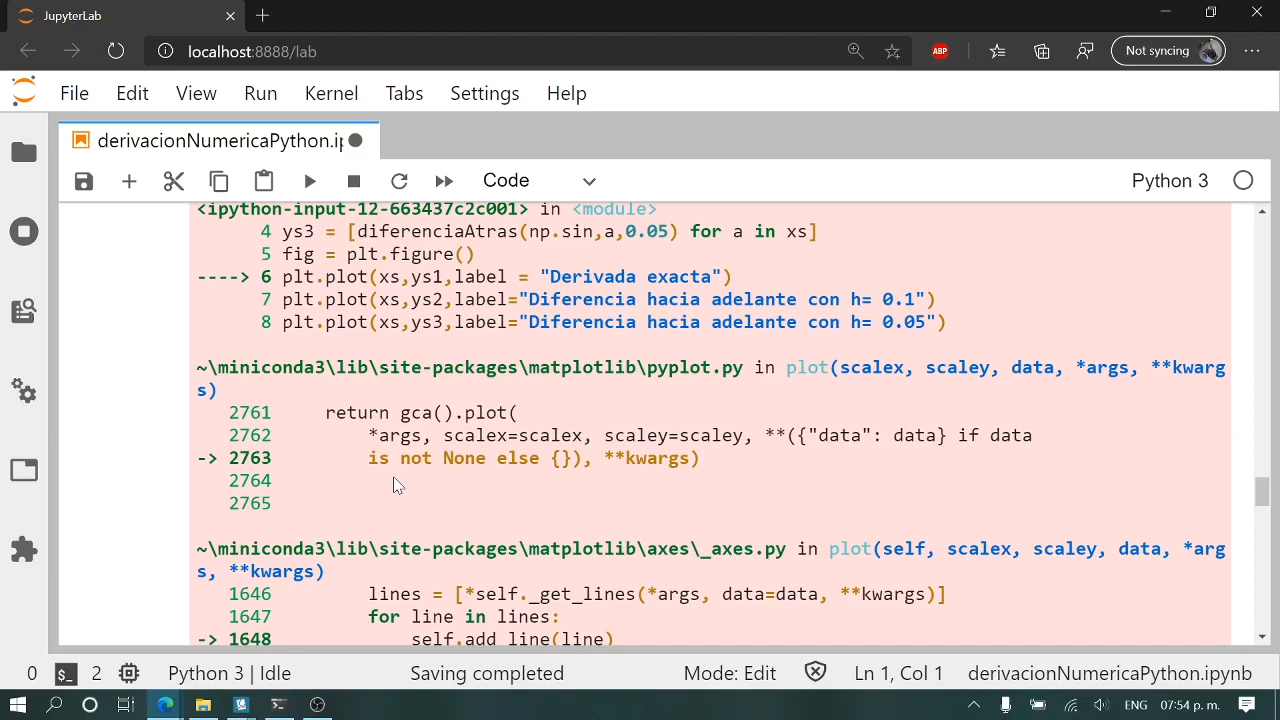 JupyterLab
localhost:8888/lab
ABP
Not syncing
File Edit View Run Kernel Tabs Settings Help
derivacionNumericaPython.ip
Code
Python 3
<ipython-input-12-663437c2c001> in <module>
4 ys3 = [diferenciaAtras(np.sin,a,0.05) for a in xs]
5 fig = plt.figure()
----> 6 plt.plot(xs,ys1,label = "Derivada exacta")
7 plt.plot(xs,ys2,label="Diferencia hacia adelante con h= 0.1")
8 plt.plot(xs,ys3,label="Diferencia hacia adelante con h= 0.05")
~\miniconda3\lib\site-packages\matplotlib\pyplot.py in plot(scalex, scaley, data, *args, **kwarg
s)
2761 return gca().plot(
2762 *args, scalex=scalex, scaley=scaley, **({"data": data} if data
-> 2763 is not None else {}), **kwargs)
2764
2765
~\miniconda3\lib\site-packages\matplotlib\axes\_axes.py in plot(self, scalex, scaley, data, *arg
s, **kwargs)
1646 lines = [*self._get_lines(*args, data=data, **kwargs)]
1647 for line in lines:
-> 1648 self.add_line(line)
0 2 Python 3 | Idle Saving completed Mode: Edit Ln 1, Col 1 derivacionNumericaPython.ipynb
ENG 07:54 p. m.